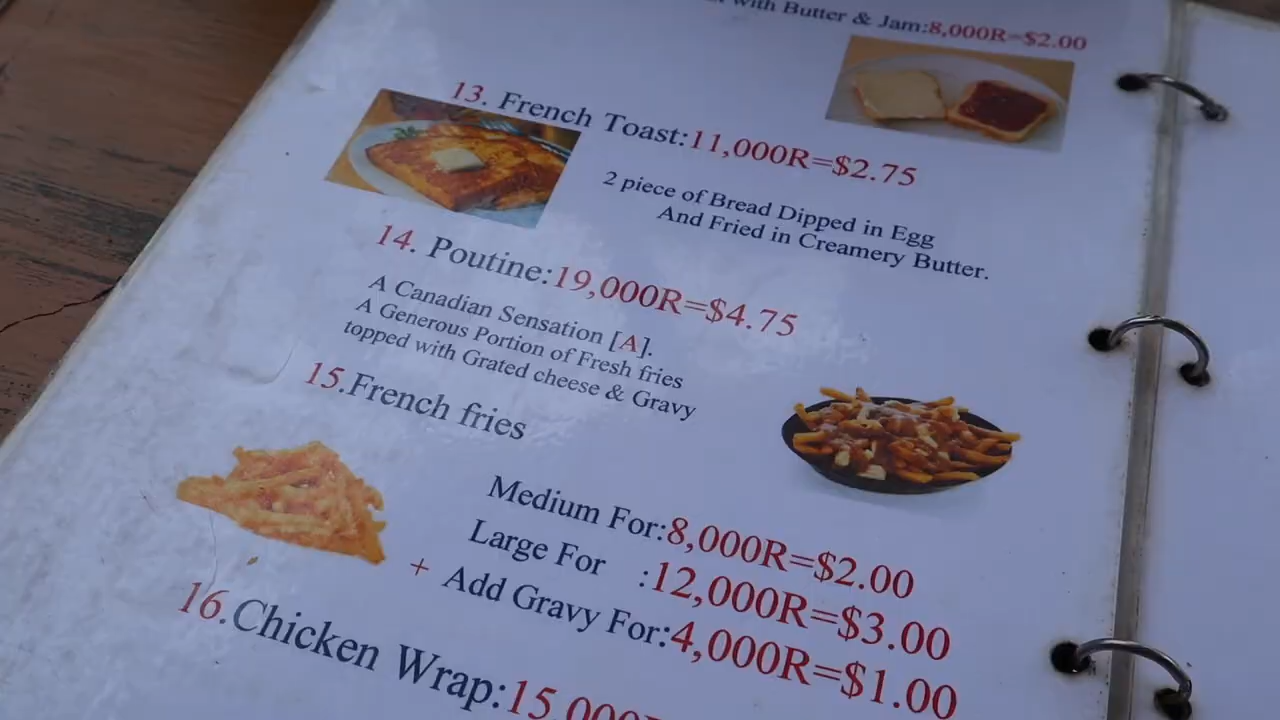 with Butter & Jam:8,000R=$2.00
13. French Toast:11,000R=$2.75
2 piece of Bread Dipped in Egg
And Fried in Creamery Butter.
14. Poutine:19,000R=$4.75
A Canadian Sensation [A].
A Generous Portion of Fresh fries
topped with Grated cheese & Gravy
15.French fries
Medium For:8,000R=$2.00
Large For :12,000R=$3.00
+ Add Gravy For:4,000R=$1.00
16.Chicken Wrap:15,000R